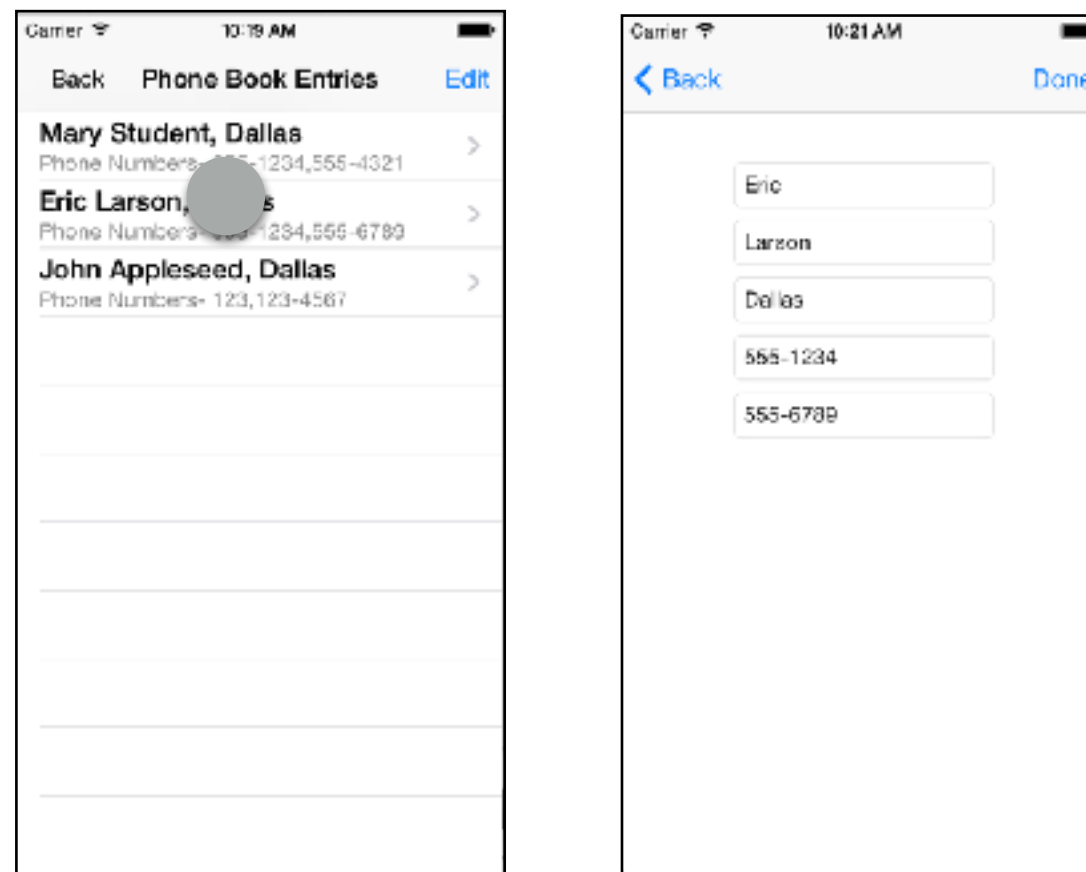 Carrier 10:19 AM
Back Phone Book Entries Edit
Mary Student, Dallas
Phone Numbers- 1234,555-4321
Eric Larson,
Phone Numbers- 1234,555-6789
John Appleseed, Dallas
Phone Numbers- 123,123-4567
Carrier 10:21 AM
Back Done
Eric
Larson
Dallas
555-1234
555-6789